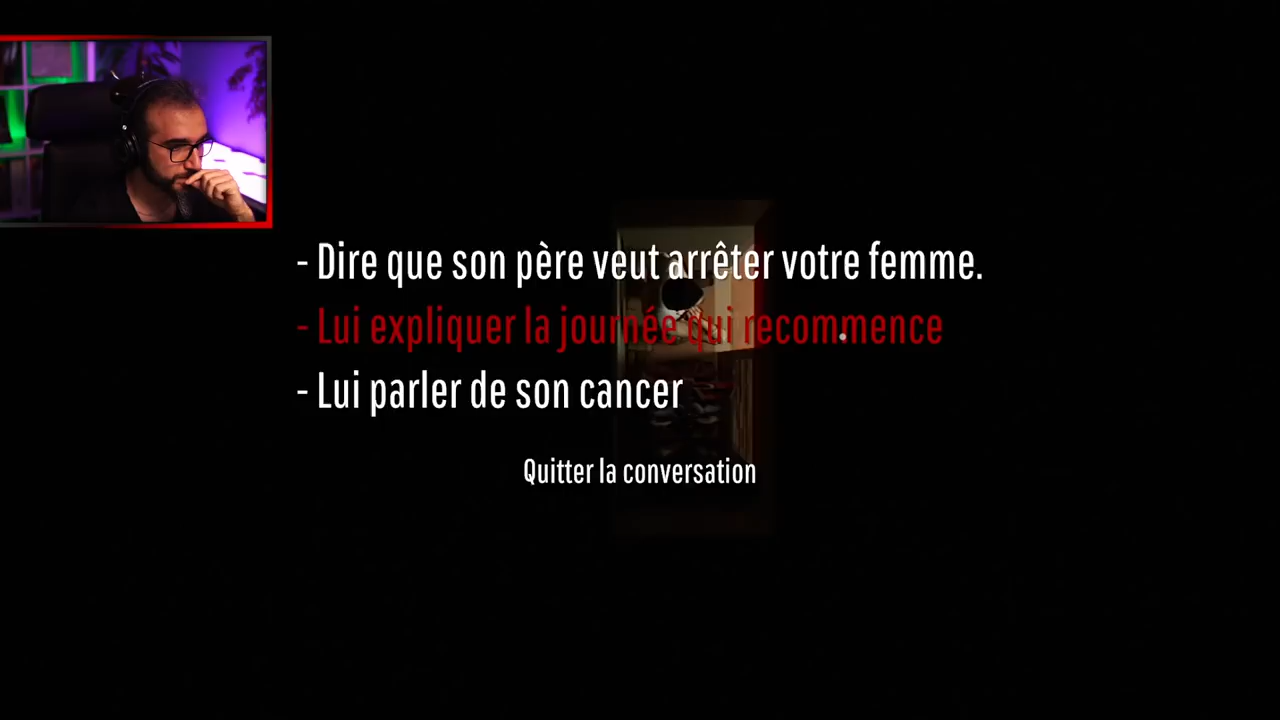 - Dire que son père veut arrêter votre femme.
- Lui expliquer la journée qui recommence
- Lui parler de son cancer
Quitter la conversation